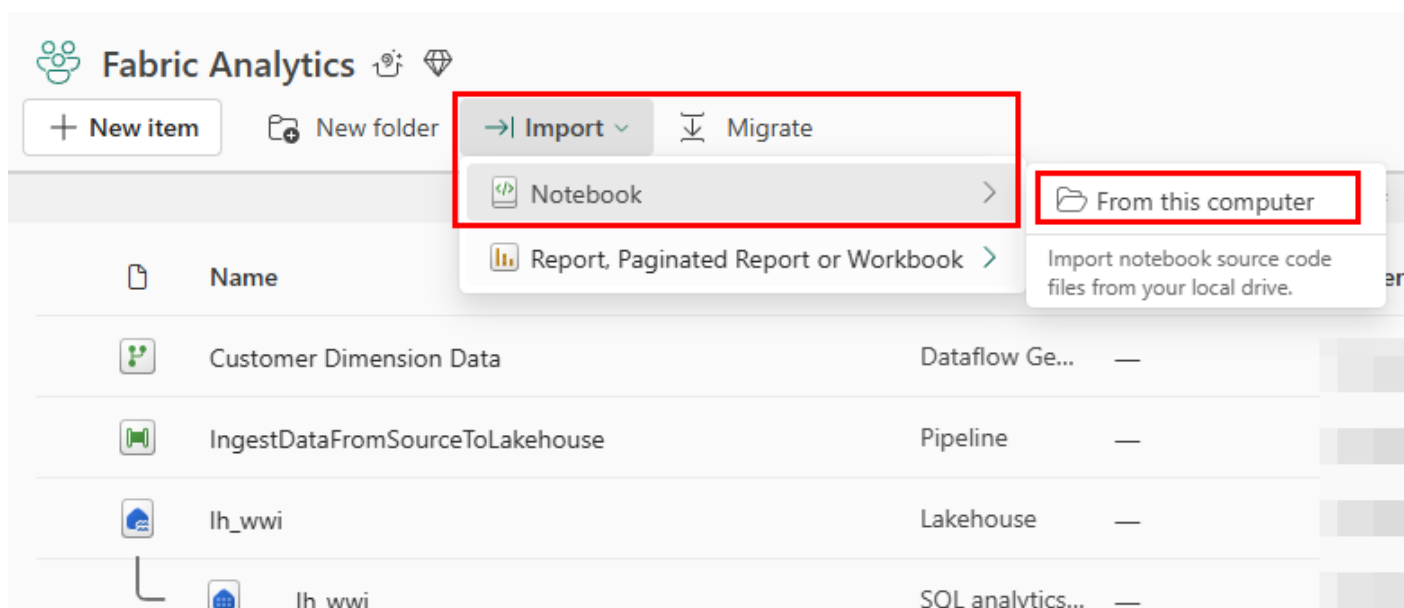 Fabric Analytics
New item New folder Import Migrate
Notebook
From this computer
Report, Paginated Report or Workbook
Import notebook source code
files from your local drive.
Name
Customer Dimension Data Dataflow Ge... —
IngestDataFromSourceToLakehouse Pipeline —
lh_wwi Lakehouse —
lh_wwi SQL analytics... —